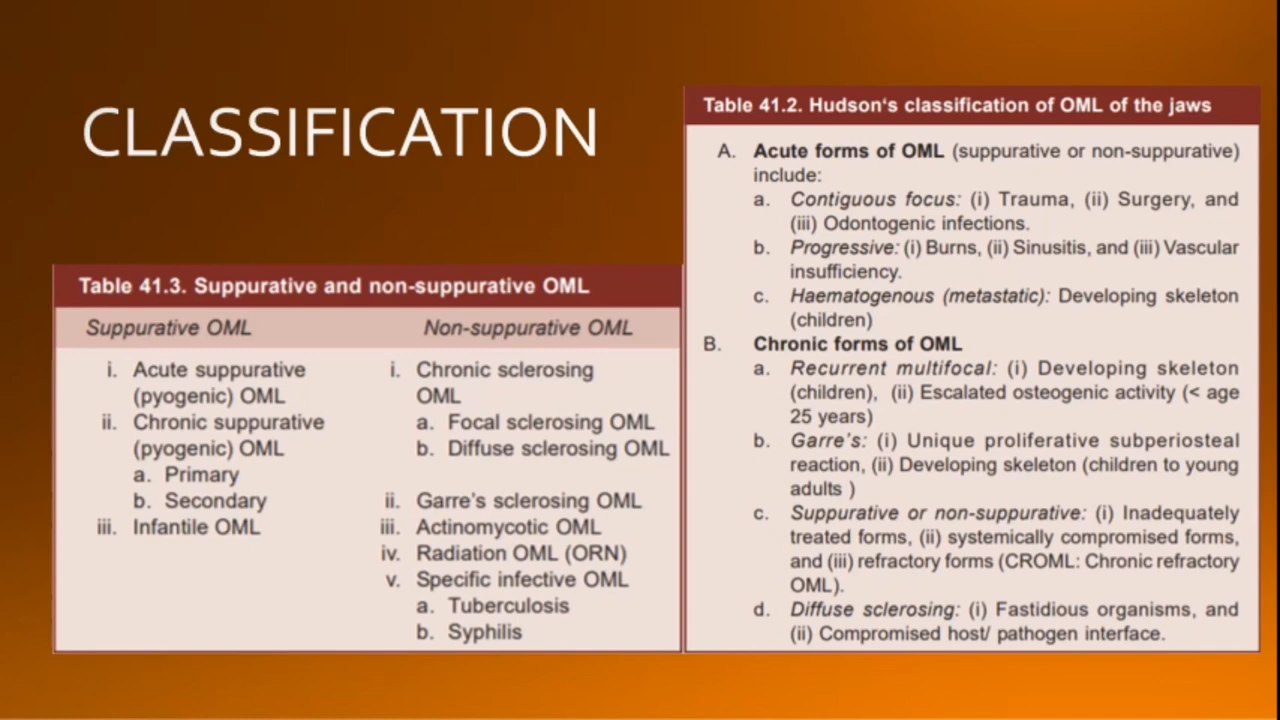 CLASSIFICATION
Table 41.3. Suppurative and non-suppurative OML
Suppurative OML
i. Acute suppurative
(pyogenic) OML
ii. Chronic suppurative
(pyogenic) OML
a. Primary
b. Secondary
iii. Infantile OML
Non-suppurative OML
i. Chronic sclerosing
OML
a. Focal sclerosing OML
b. Diffuse sclerosing OML
ii. Garre's sclerosing OML
iii. Actinomycotic OML
iv. Radiation OML (ORN)
v. Specific infective OML
a. Tuberculosis
b. Syphilis
Table 41.2. Hudson's classification of OML of the jaws
A. Acute forms of OML (suppurative or non-suppurative)
include:
a. Contiguous focus: (i) Trauma, (ii) Surgery, and
(iii) Odontogenic infections.
b. Progressive: (i) Burns, (ii) Sinusitis, and (iii) Vascular
insufficiency.
c. Haematogenous (metastatic): Developing skeleton
(children)
B. Chronic forms of OML
a. Recurrent multifocal: (i) Developing skeleton
(children), (ii) Escalated osteogenic activity (< age
25 years)
b. Garre's: (i) Unique proliferative subperiosteal
reaction, (ii) Developing skeleton (children to young
adults )
c. Suppurative or non-suppurative: (i) Inadequately
treated forms, (ii) systemically compromised forms,
and (iii) refractory forms (CROML: Chronic refractory
OML).
d. Diffuse sclerosing: (i) Fastidious organisms, and
(ii) Compromised host/ pathogen interface.